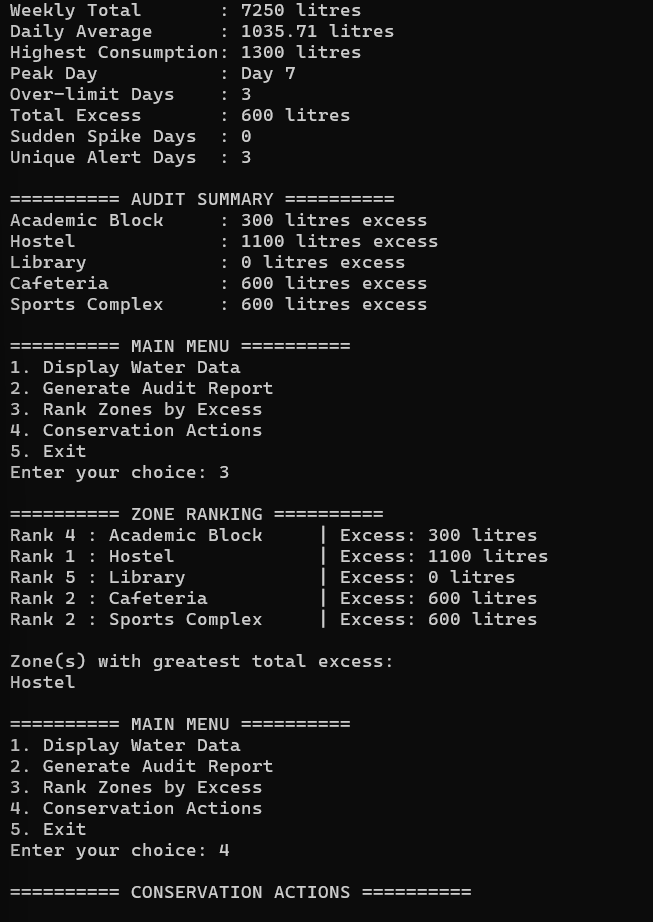 Weekly Total       : 7250 litres
Daily Average      : 1035.71 litres
Highest Consumption: 1300 litres
Peak Day           : Day 7
Over-limit Days    : 3
Total Excess       : 600 litres
Sudden Spike Days  : 0
Unique Alert Days  : 3

========== AUDIT SUMMARY ==========
Academic Block     : 300 litres excess
Hostel             : 1100 litres excess
Library            : 0 litres excess
Cafeteria          : 600 litres excess
Sports Complex     : 600 litres excess

========== MAIN MENU ==========
1. Display Water Data
2. Generate Audit Report
3. Rank Zones by Excess
4. Conservation Actions
5. Exit
Enter your choice: 3

========== ZONE RANKING ==========
Rank 4 : Academic Block     | Excess: 300 litres
Rank 1 : Hostel             | Excess: 1100 litres
Rank 5 : Library            | Excess: 0 litres
Rank 2 : Cafeteria          | Excess: 600 litres
Rank 2 : Sports Complex     | Excess: 600 litres

Zone(s) with greatest total excess:
Hostel

========== MAIN MENU ==========
1. Display Water Data
2. Generate Audit Report
3. Rank Zones by Excess
4. Conservation Actions
5. Exit
Enter your choice: 4

========== CONSERVATION ACTIONS ==========